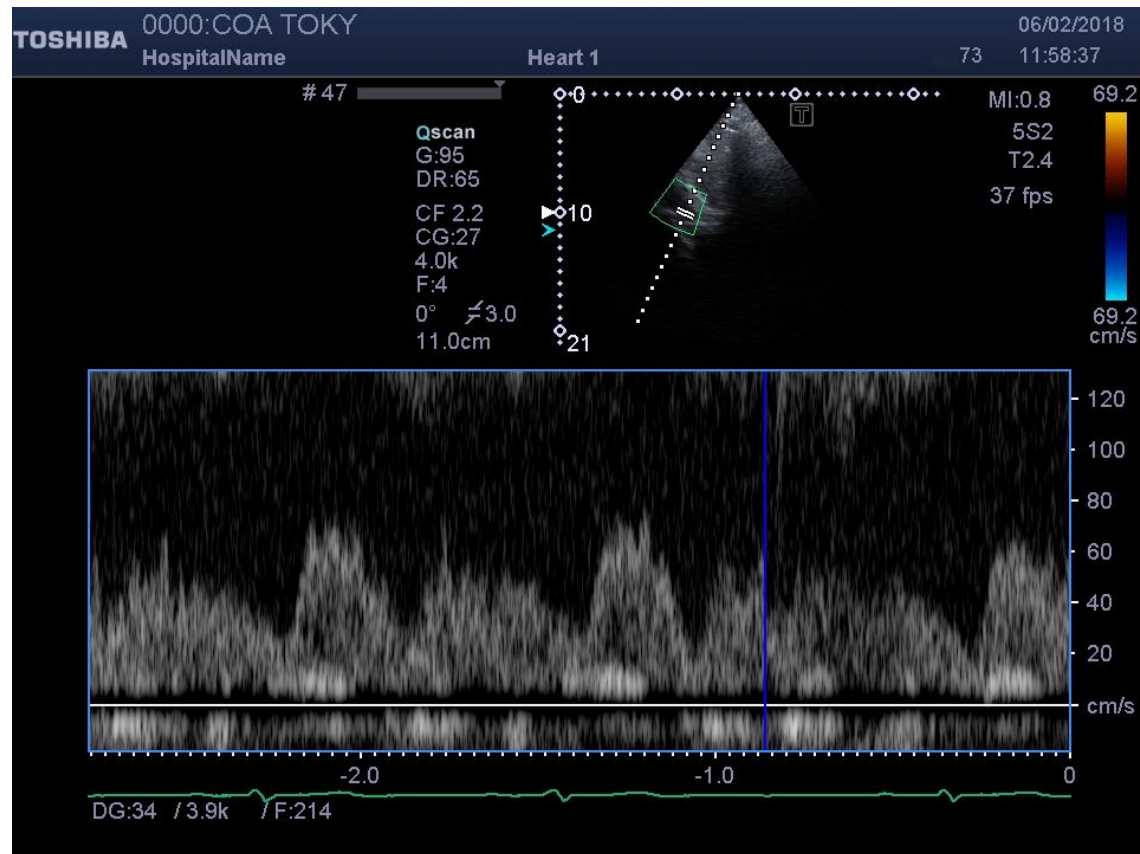 TOSHIBA
0000:COA TOKY
06/02/2018
HospitalName
Heart 1
73
11:58:37
# 47
0
MI:0.8
69.2
T
Qscan
5S2
G:95
T2.4
DR:65
37 fps
CF 2.2
10
CG:27
4.0k
F:4
0° 3.0
69.2
11.0cm
21
cm/s
120
100
80
60
40
20
cm/s
-2.0
-1.0
0
DG:34 / 3.9k / F:214